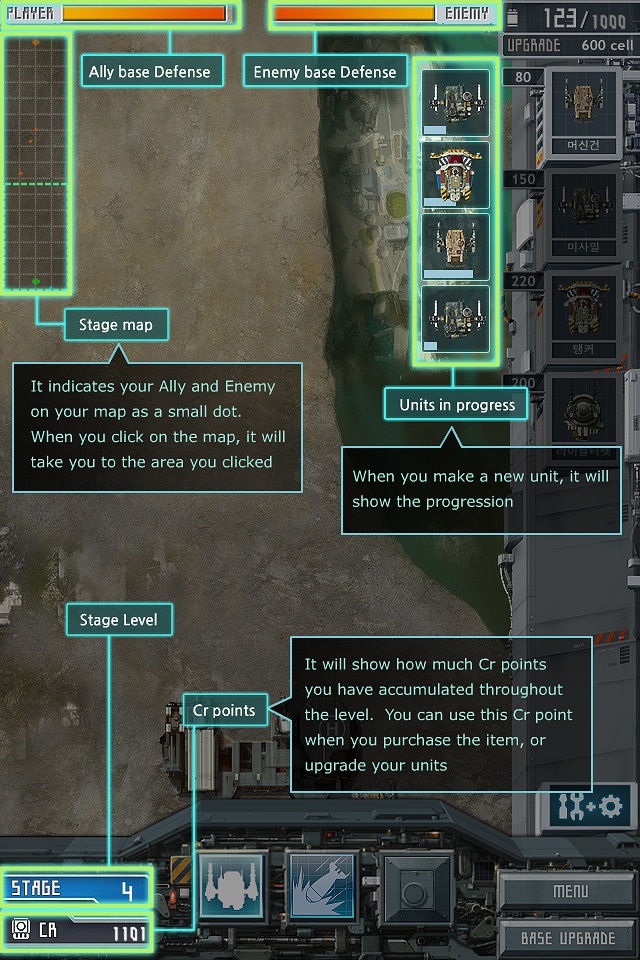 PLAYER
ENEMY
123/1000
UPGRADE 600 cell
Ally base Defense
Enemy base Defense
80
머신건
150
미사일
220
탱커
200
라이플러렛
Stage map
It indicates your Ally and Enemy
on your map as a small dot.
When you click on the map, it will
take you to the area you clicked
Units in progress
When you make a new unit, it will
show the progression
Stage Level
Cr points
It will show how much Cr points
you have accumulated throughout
the level. You can use this Cr point
when you purchase the item, or
upgrade your units
STAGE 4
CR 1101
MENU
BASE UPGRADE